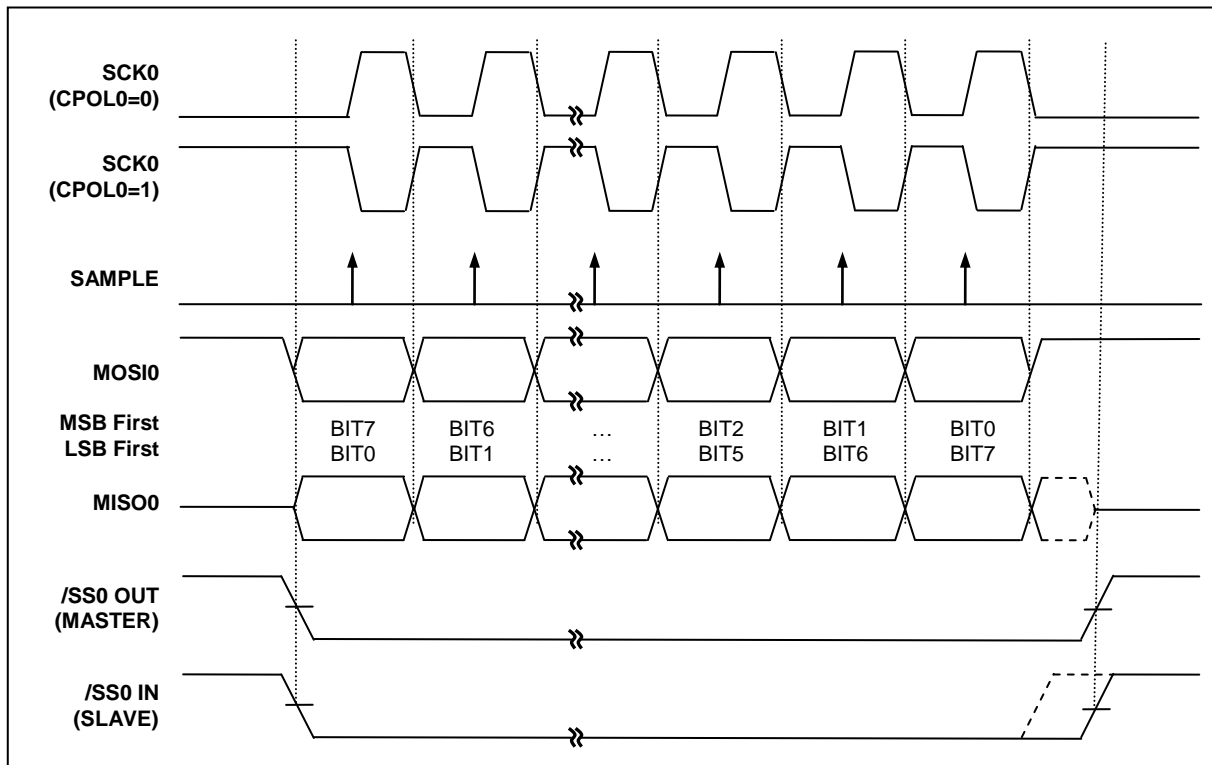 SCK0
(CPOL0=0)
SCK0
(CPOL0=1)
SAMPLE
MOSI0
MSB First BIT7 BIT6 … BIT2 BIT1 BIT0
LSB First BIT0 BIT1 … BIT5 BIT6 BIT7
MISO0
/SS0 OUT
(MASTER)
/SS0 IN
(SLAVE)